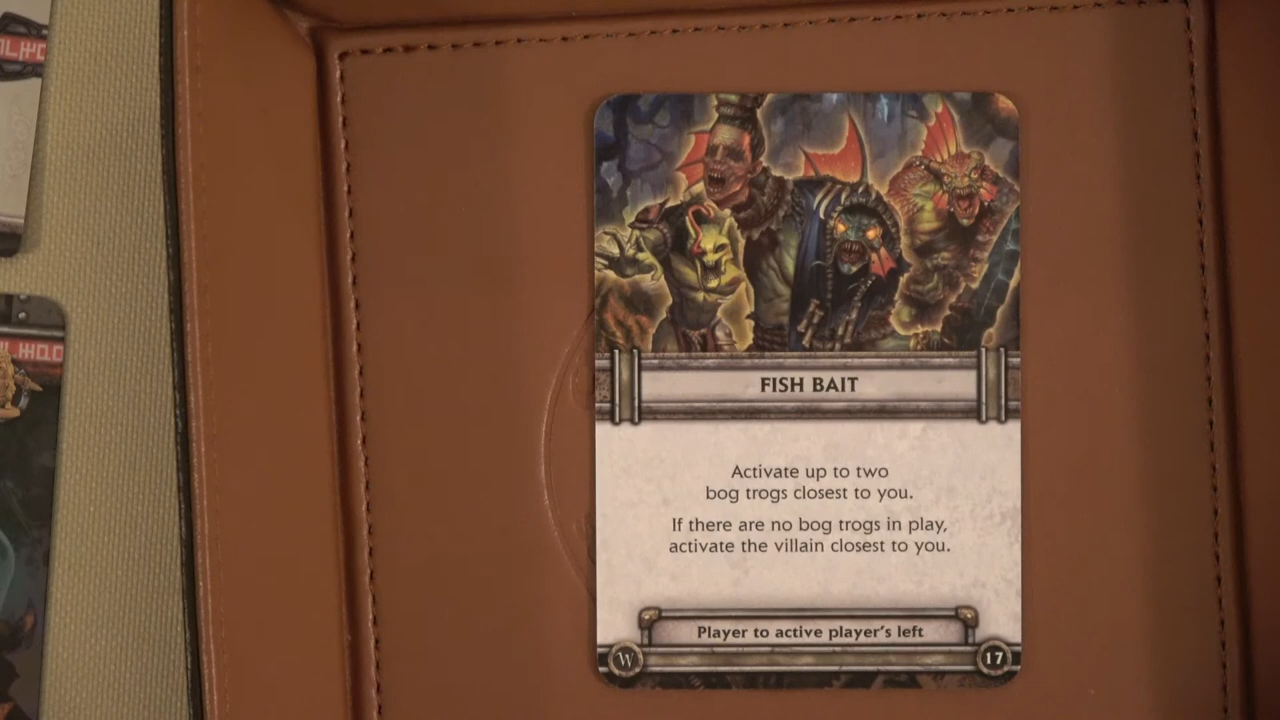 FISH BAIT
Activate up to two
bog trogs closest to you.
If there are no bog trogs in play,
activate the villain closest to you.
Player to active player's left
W
17